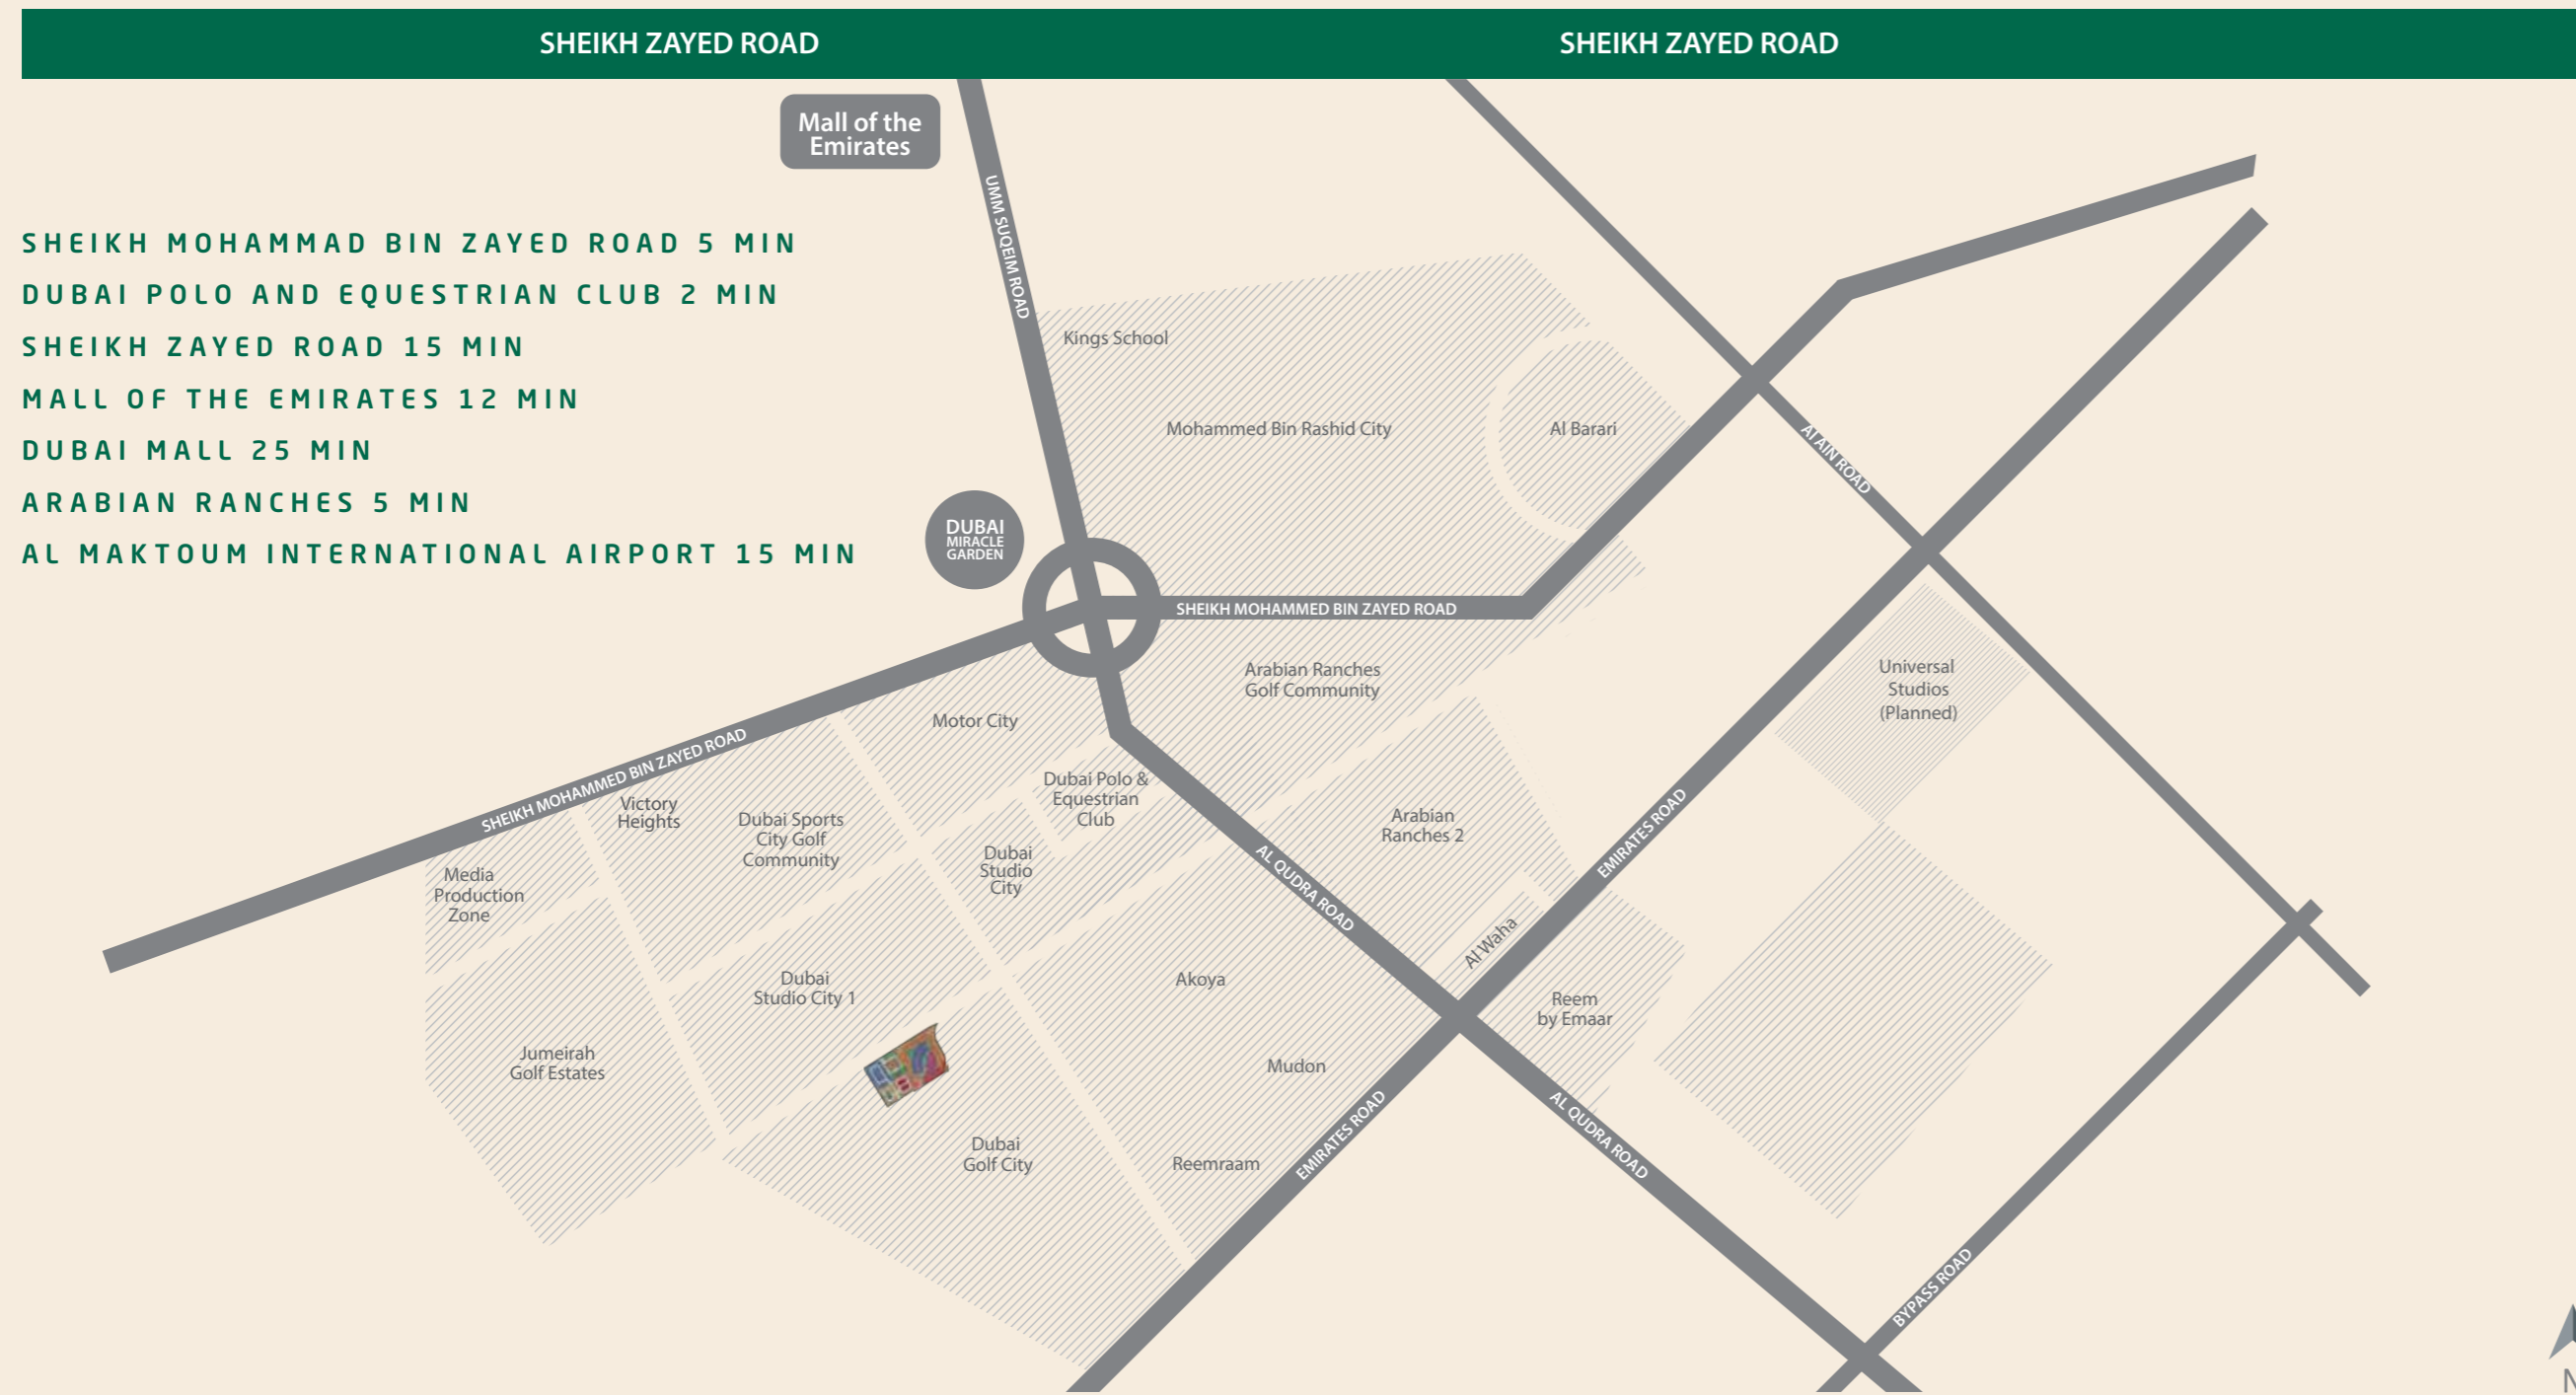 SHEIKH ZAYED ROAD
SHEIKH ZAYED ROAD
Mall of the
Emirates
UMM SUQEIM ROAD
SHEIKH MOHAMMAD BIN ZAYED ROAD 5 MIN
DUBAI POLO AND EQUESTRIAN CLUB 2 MIN
SHEIKH ZAYED ROAD 15 MIN
MALL OF THE EMIRATES 12 MIN
DUBAI MALL 25 MIN
ARABIAN RANCHES 5 MIN
AL MAKTOUM INTERNATIONAL AIRPORT 15 MIN
Kings School
Mohammed Bin Rashid City
Al Barari
Al AIN ROAD
DUBAI
MIRACLE
GARDEN
SHEIKH MOHAMMED BIN ZAYED ROAD
Arabian Ranches
Golf Community
Universal
Studios
(Planned)
Motor City
SHEIKH MOHAMMED BIN ZAYED ROAD
Victory
Heights
Dubai Sports
City Golf
Community
Dubai Polo &
Equestrian
Club
Arabian
Ranches 2
EMIRATES ROAD
Media
Production
Zone
Dubai
Studio
City
AL QUDRA ROAD
Al Waha
Dubai
Studio City 1
Akoya
Reem
by Emaar
Jumeirah
Golf Estates
Mudon
Dubai
Golf City
Reemraam
EMIRATES ROAD
AL QUDRA ROAD
BYPASS ROAD
N